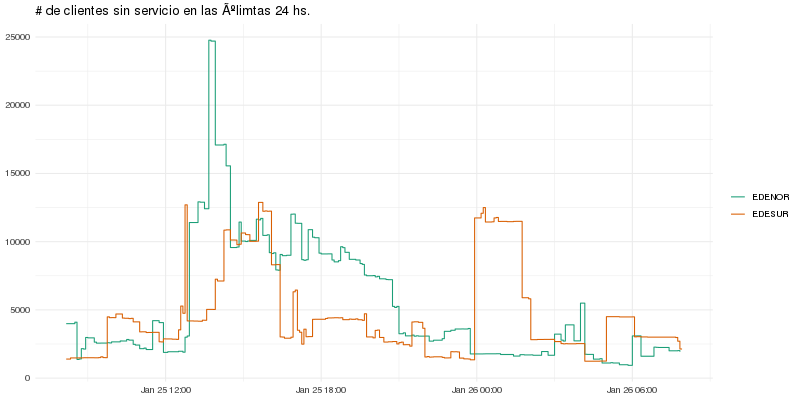 # de clientes sin servicio en las Ãºlimtas 24 hs.
25000
20000
15000
10000
5000
0
Jan 25 12:00
Jan 25 18:00
Jan 26 00:00
Jan 26 06:00
EDENOR
EDESUR